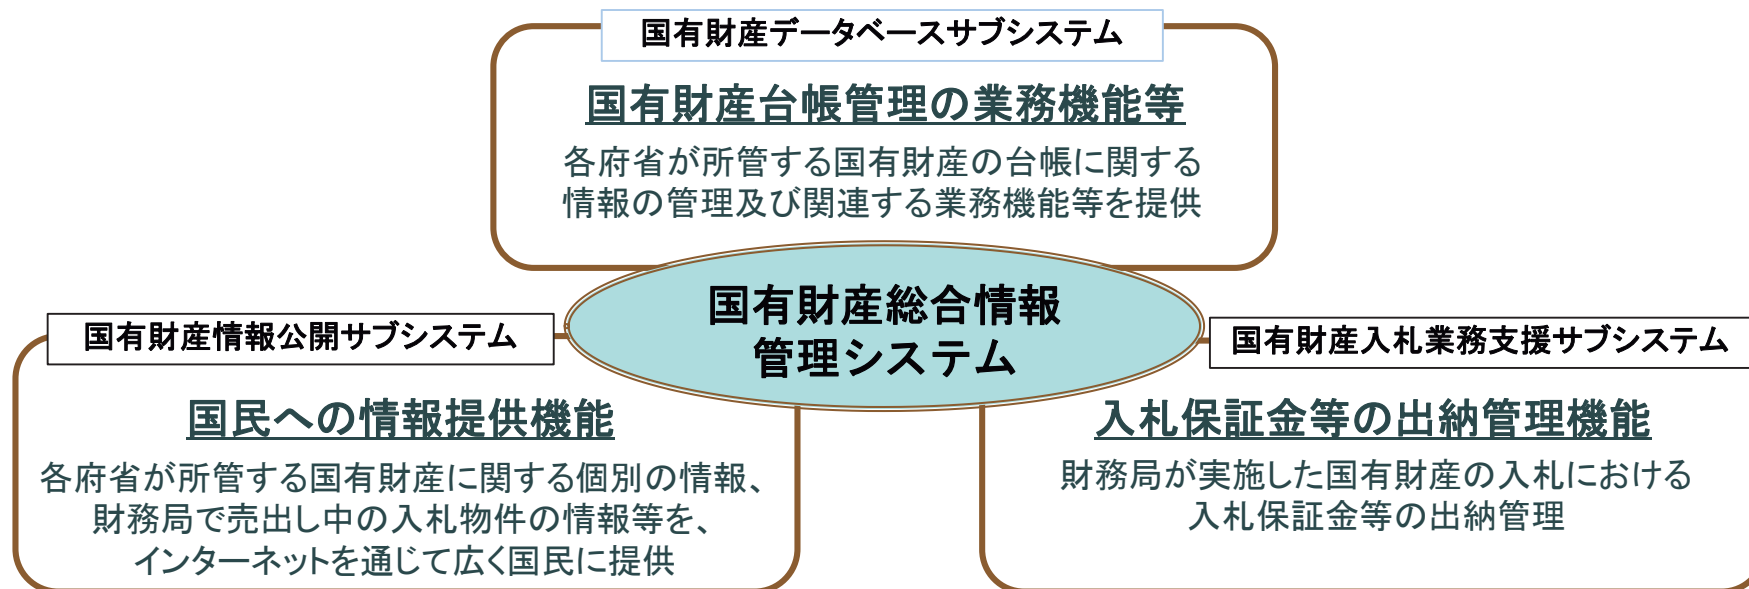 国有財産データベースサブシステム
国有財産台帳管理の業務機能等
各府省が所管する国有財産の台帳に関する
情報の管理及び関連する業務機能等を提供
国有財産総合情報
管理システム
国有財産情報公開サブシステム
国民への情報提供機能
各府省が所管する国有財産に関する個別の情報、
財務局で売出し中の入札物件の情報等を、
インターネットを通じて広く国民に提供
国有財産入札業務支援サブシステム
入札保証金等の出納管理機能
財務局が実施した国有財産の入札における
入札保証金等の出納管理